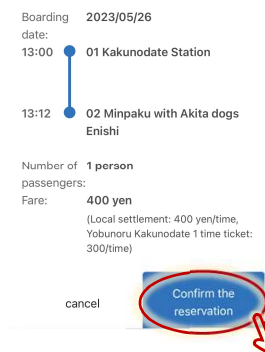 Boarding 2023/05/26
date:
13:00 01 Kakunodate Station
13:12 02 Minpaku with Akita dogs
Enishi
Number of 1 person
passengers:
Fare: 400 yen
(Local settlement: 400 yen/time,
Yobunoru Kakunodate 1 time ticket:
300/time)
cancel
Confirm the
reservation